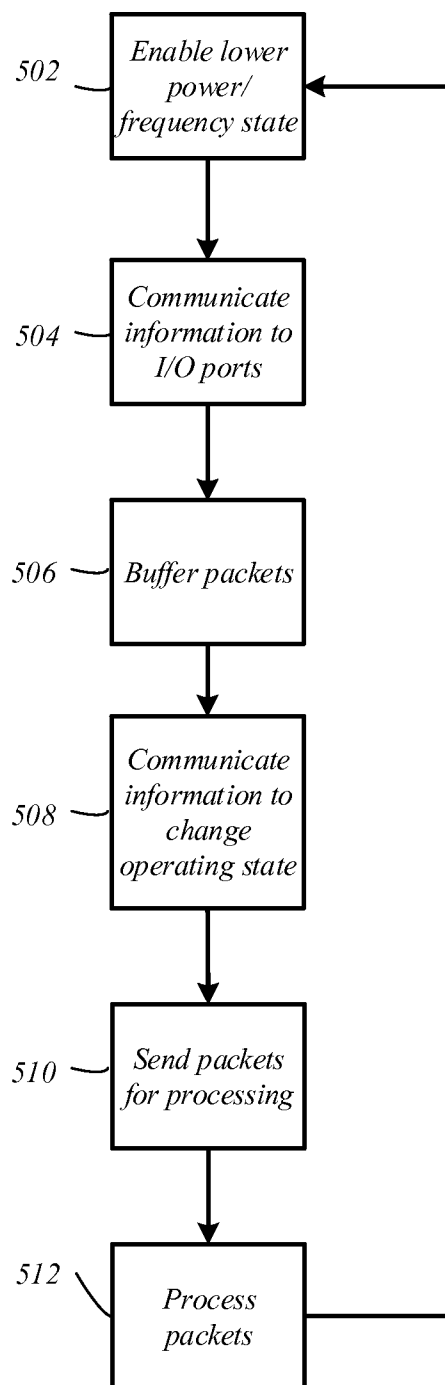 502
Enable lower
power/
frequency state
504
Communicate
information to
I/O ports
506
Buffer packets
508
Communicate
information to
change
operating state
510
Send packets
for processing
512
Process
packets